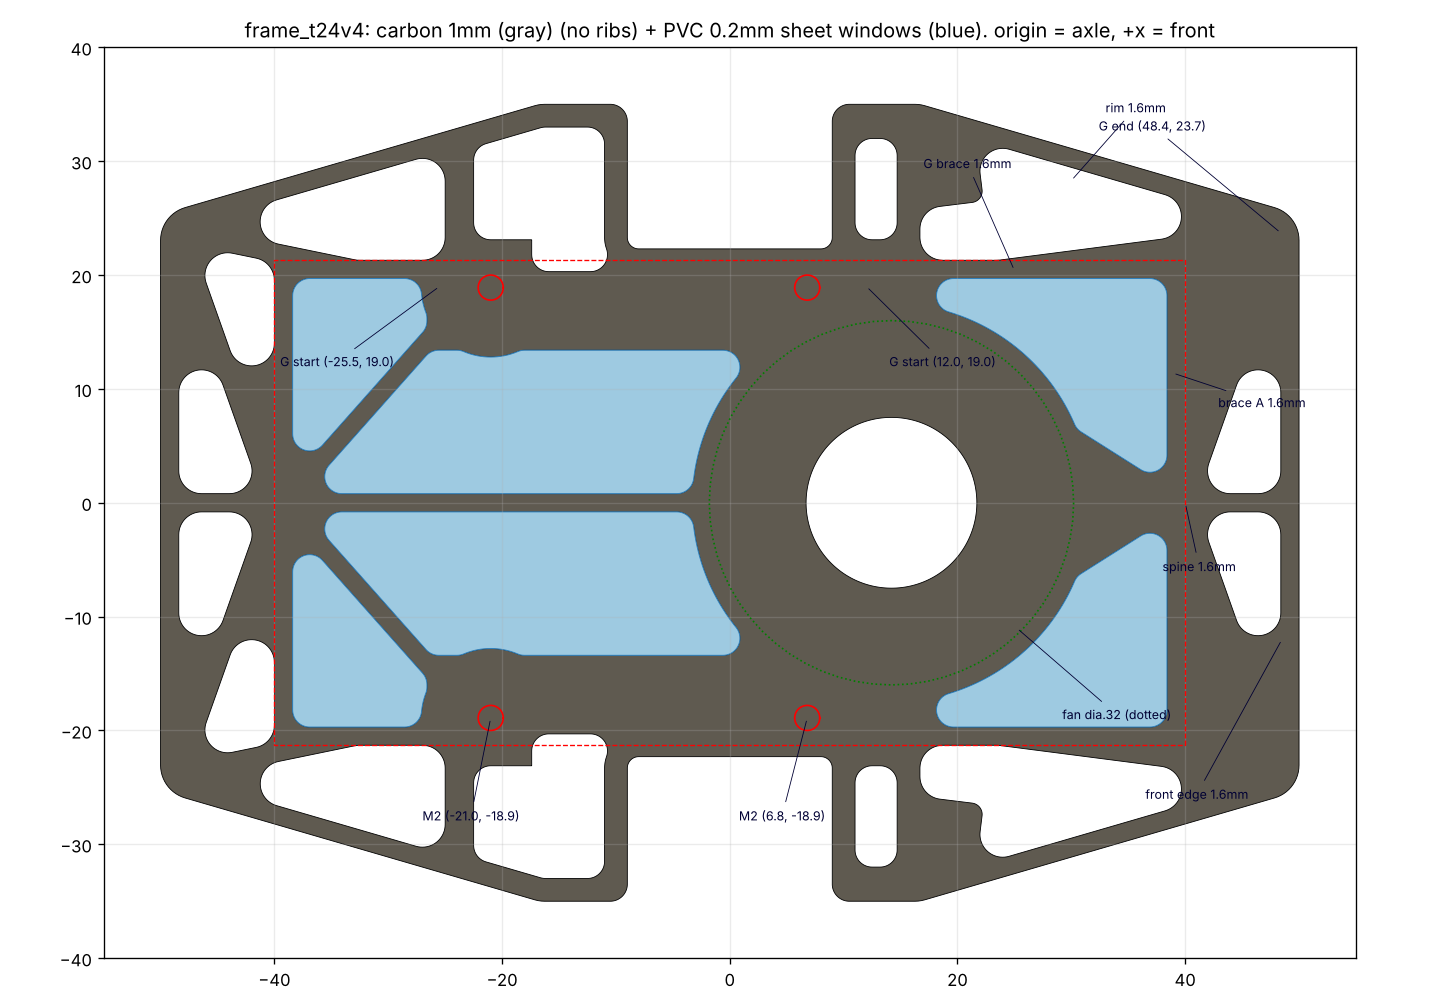 frame_t24v4: carbon 1mm (gray) (no ribs) + PVC 0.2mm sheet windows (blue). origin = axle, +x = front
40
30
20
10
0
−10
−20
−30
−40
−40
−20
0
20
40
rim 1.6mm
G end (48.4, 23.7)
G brace 1.6mm
G start (-25.5, 19.0)
G start (12.0, 19.0)
brace A 1.6mm
spine 1.6mm
fan dia.32 (dotted)
front edge 1.6mm
M2 (-21.0, -18.9)
M2 (6.8, -18.9)